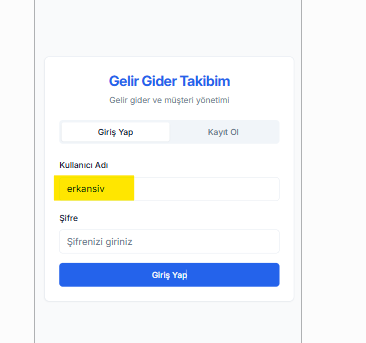 Gelir Gider Takibim
Gelir gider ve müşteri yönetimi
Giriş Yap
Kayıt Ol
Kullanıcı Adı
erkansiv
Şifre
Şifrenizi giriniz
Giriş Yap